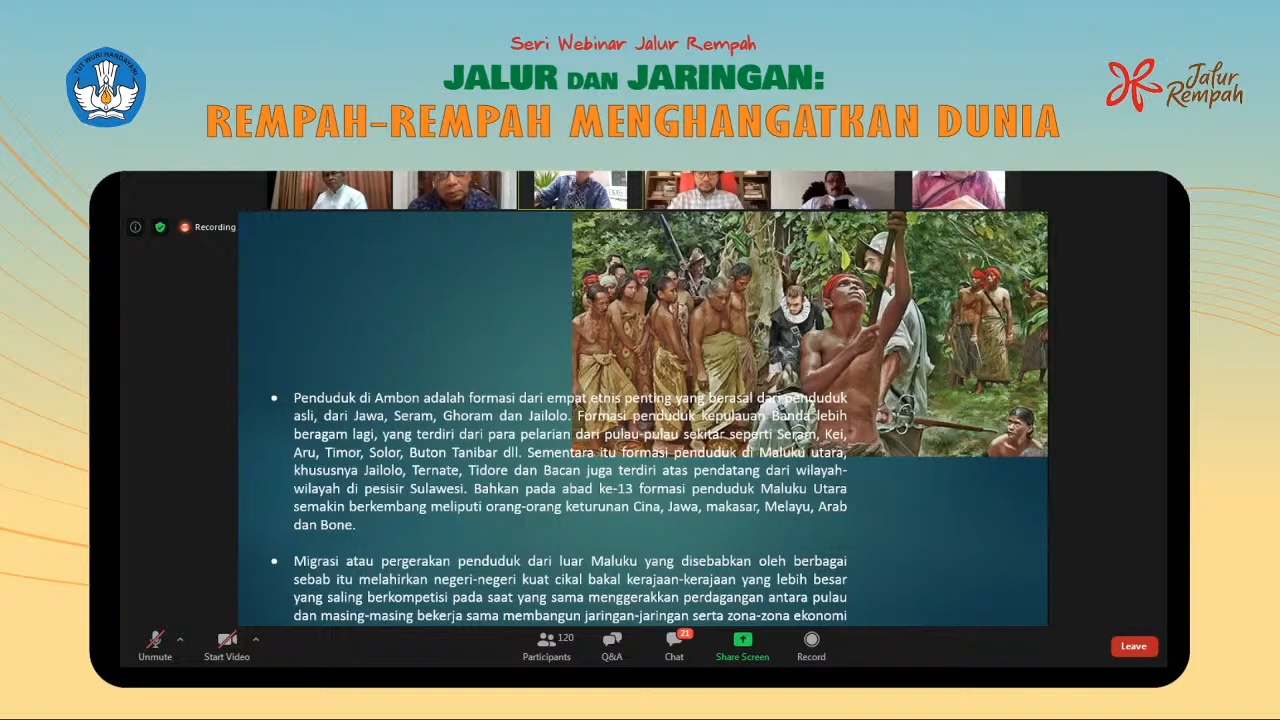 Seri Webinar Jalur Rempah
JALUR DAN JARINGAN:
REMPAH-REMPAH MENGHANGATKAN DUNIA
TUT WURI HANDAYANI
Jalur
Rempah
Recording
• Penduduk di Ambon adalah formasi dari empat etnis penting yang berasal dari penduduk
asli, dari Jawa, Seram, Ghoram dan Jailolo. Formasi penduduk kepulauan Banda lebih
beragam lagi, yang terdiri dari para pelarian dari pulau-pulau sekitar seperti Seram, Kei,
Aru, Timor, Solor, Buton Tanibar dll. Sementara itu formasi penduduk di Maluku utara,
khususnya Jailolo, Ternate, Tidore dan Bacan juga terdiri atas pendatang dari wilayah-
wilayah di pesisir Sulawesi. Bahkan pada abad ke-13 formasi penduduk Maluku Utara
semakin berkembang meliputi orang-orang keturunan Cina, Jawa, makasar, Melayu, Arab
dan Bone.
• Migrasi atau pergerakan penduduk dari luar Maluku yang disebabkan oleh berbagai
sebab itu melahirkan negeri-negeri kuat cikal bakal kerajaan-kerajaan yang lebih besar
yang saling berkompetisi pada saat yang sama menggerakkan perdagangan antara pulau
dan masing-masing bekerja sama membangun jaringan-jaringan serta zona-zona ekonomi
Unmute
Start Video
120
Participants
Q&A
21
Chat
Share Screen
Record
Leave